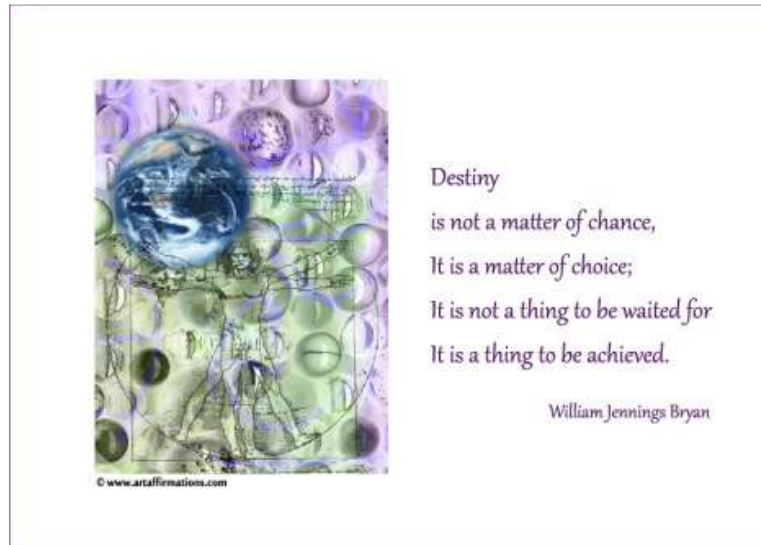 Destiny
is not a matter of chance,
It is a matter of choice;
It is not a thing to be waited for
It is a thing to be achieved.
William Jennings Bryan
© www.artaffirmations.com